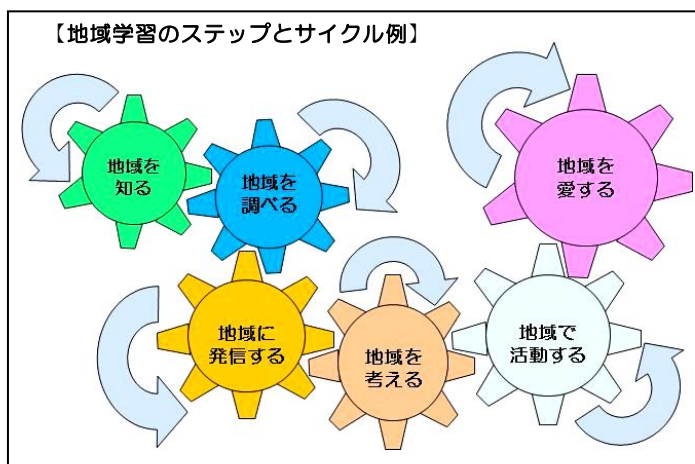 【地域学習のステップとサイクル例】
地域を
知る
地域を
調べる
地域に
発信する
地域を
考える
地域で
活動する
地域を
愛する